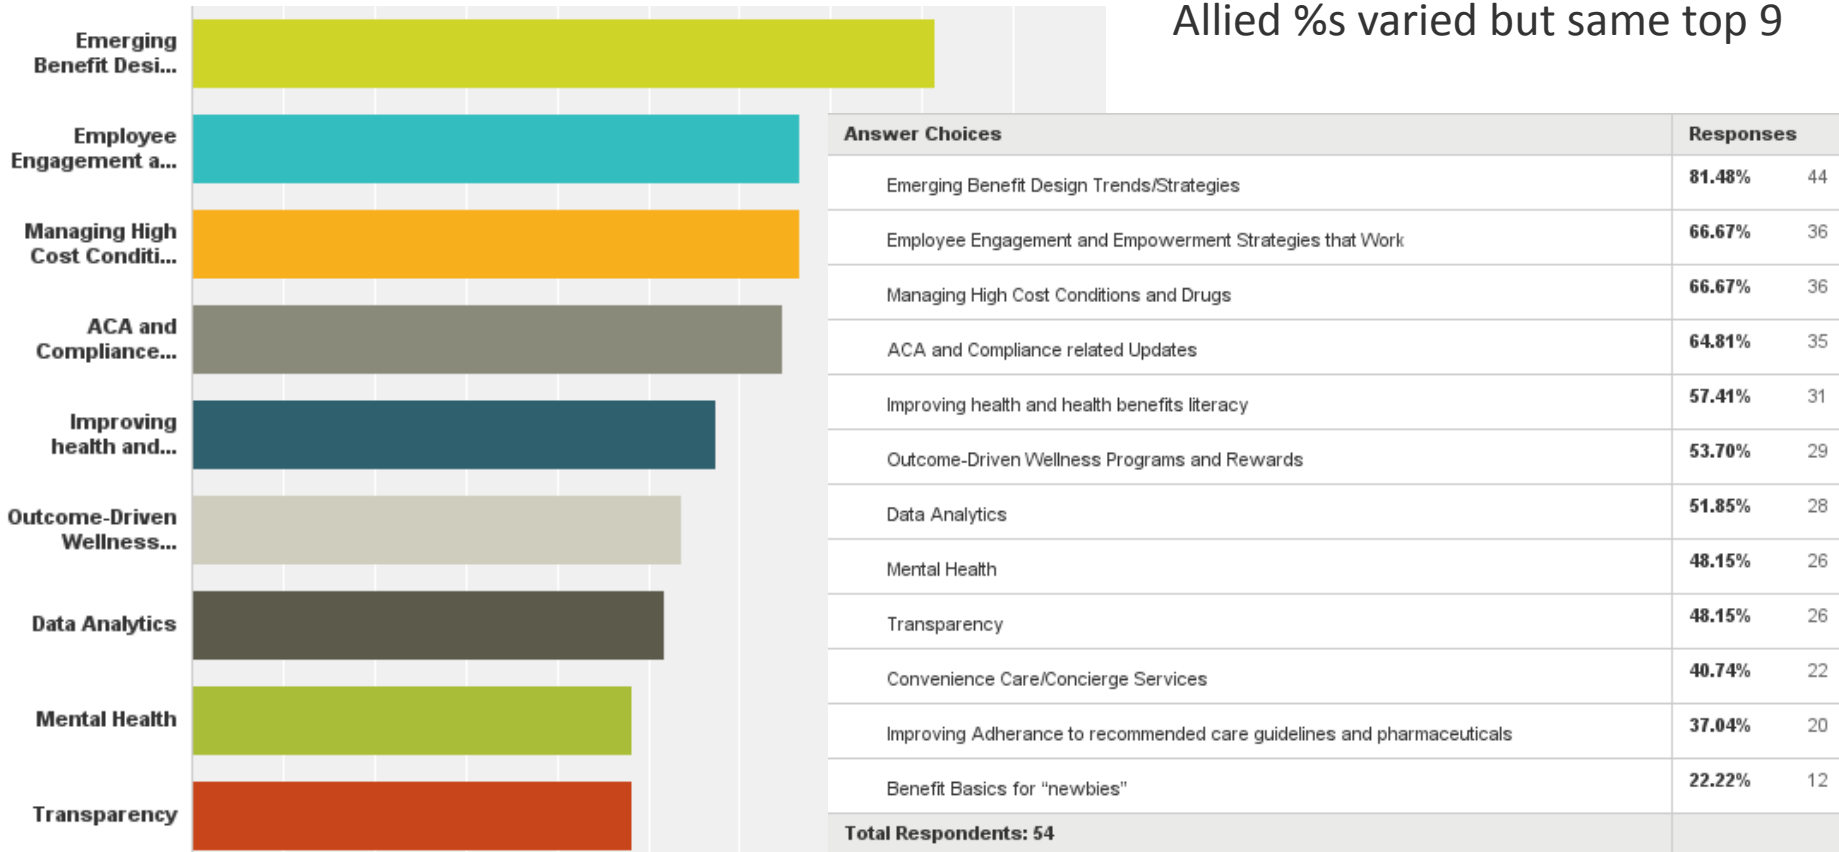 Allied %s varied but same top 9
Emerging
Benefit Desi...
Employee
Engagement a...
Managing High
Cost Conditi...
ACA and
Compliance...
Improving
health and...
Outcome-Driven
Wellness...
Data Analytics
Mental Health
Transparency
Answer Choices Responses
Emerging Benefit Design Trends/Strategies 81.48% 44
Employee Engagement and Empowerment Strategies that Work 66.67% 36
Managing High Cost Conditions and Drugs 66.67% 36
ACA and Compliance related Updates 64.81% 35
Improving health and health benefits literacy 57.41% 31
Outcome-Driven Wellness Programs and Rewards 53.70% 29
Data Analytics 51.85% 28
Mental Health 48.15% 26
Transparency 48.15% 26
Convenience Care/Concierge Services 40.74% 22
Improving Adherance to recommended care guidelines and pharmaceuticals 37.04% 20
Benefit Basics for “newbies” 22.22% 12
Total Respondents: 54